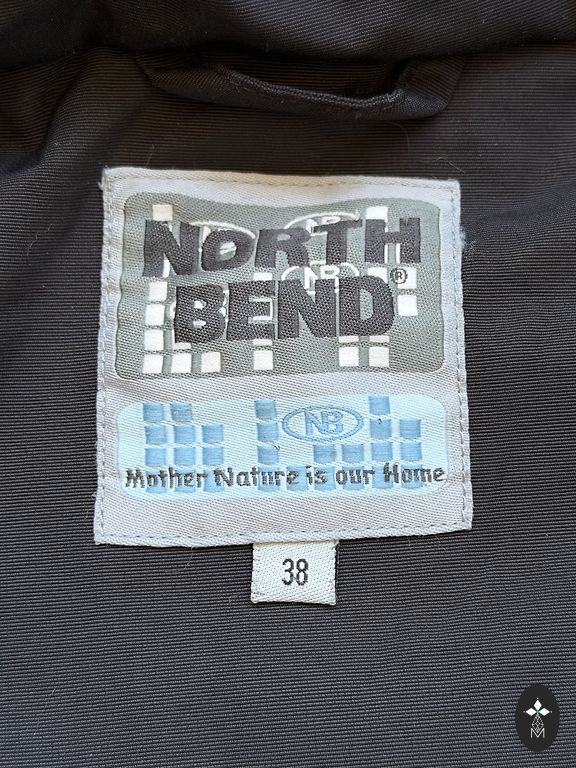 NORTH
BEND®
NB
Mother Nature is our Home
38
M